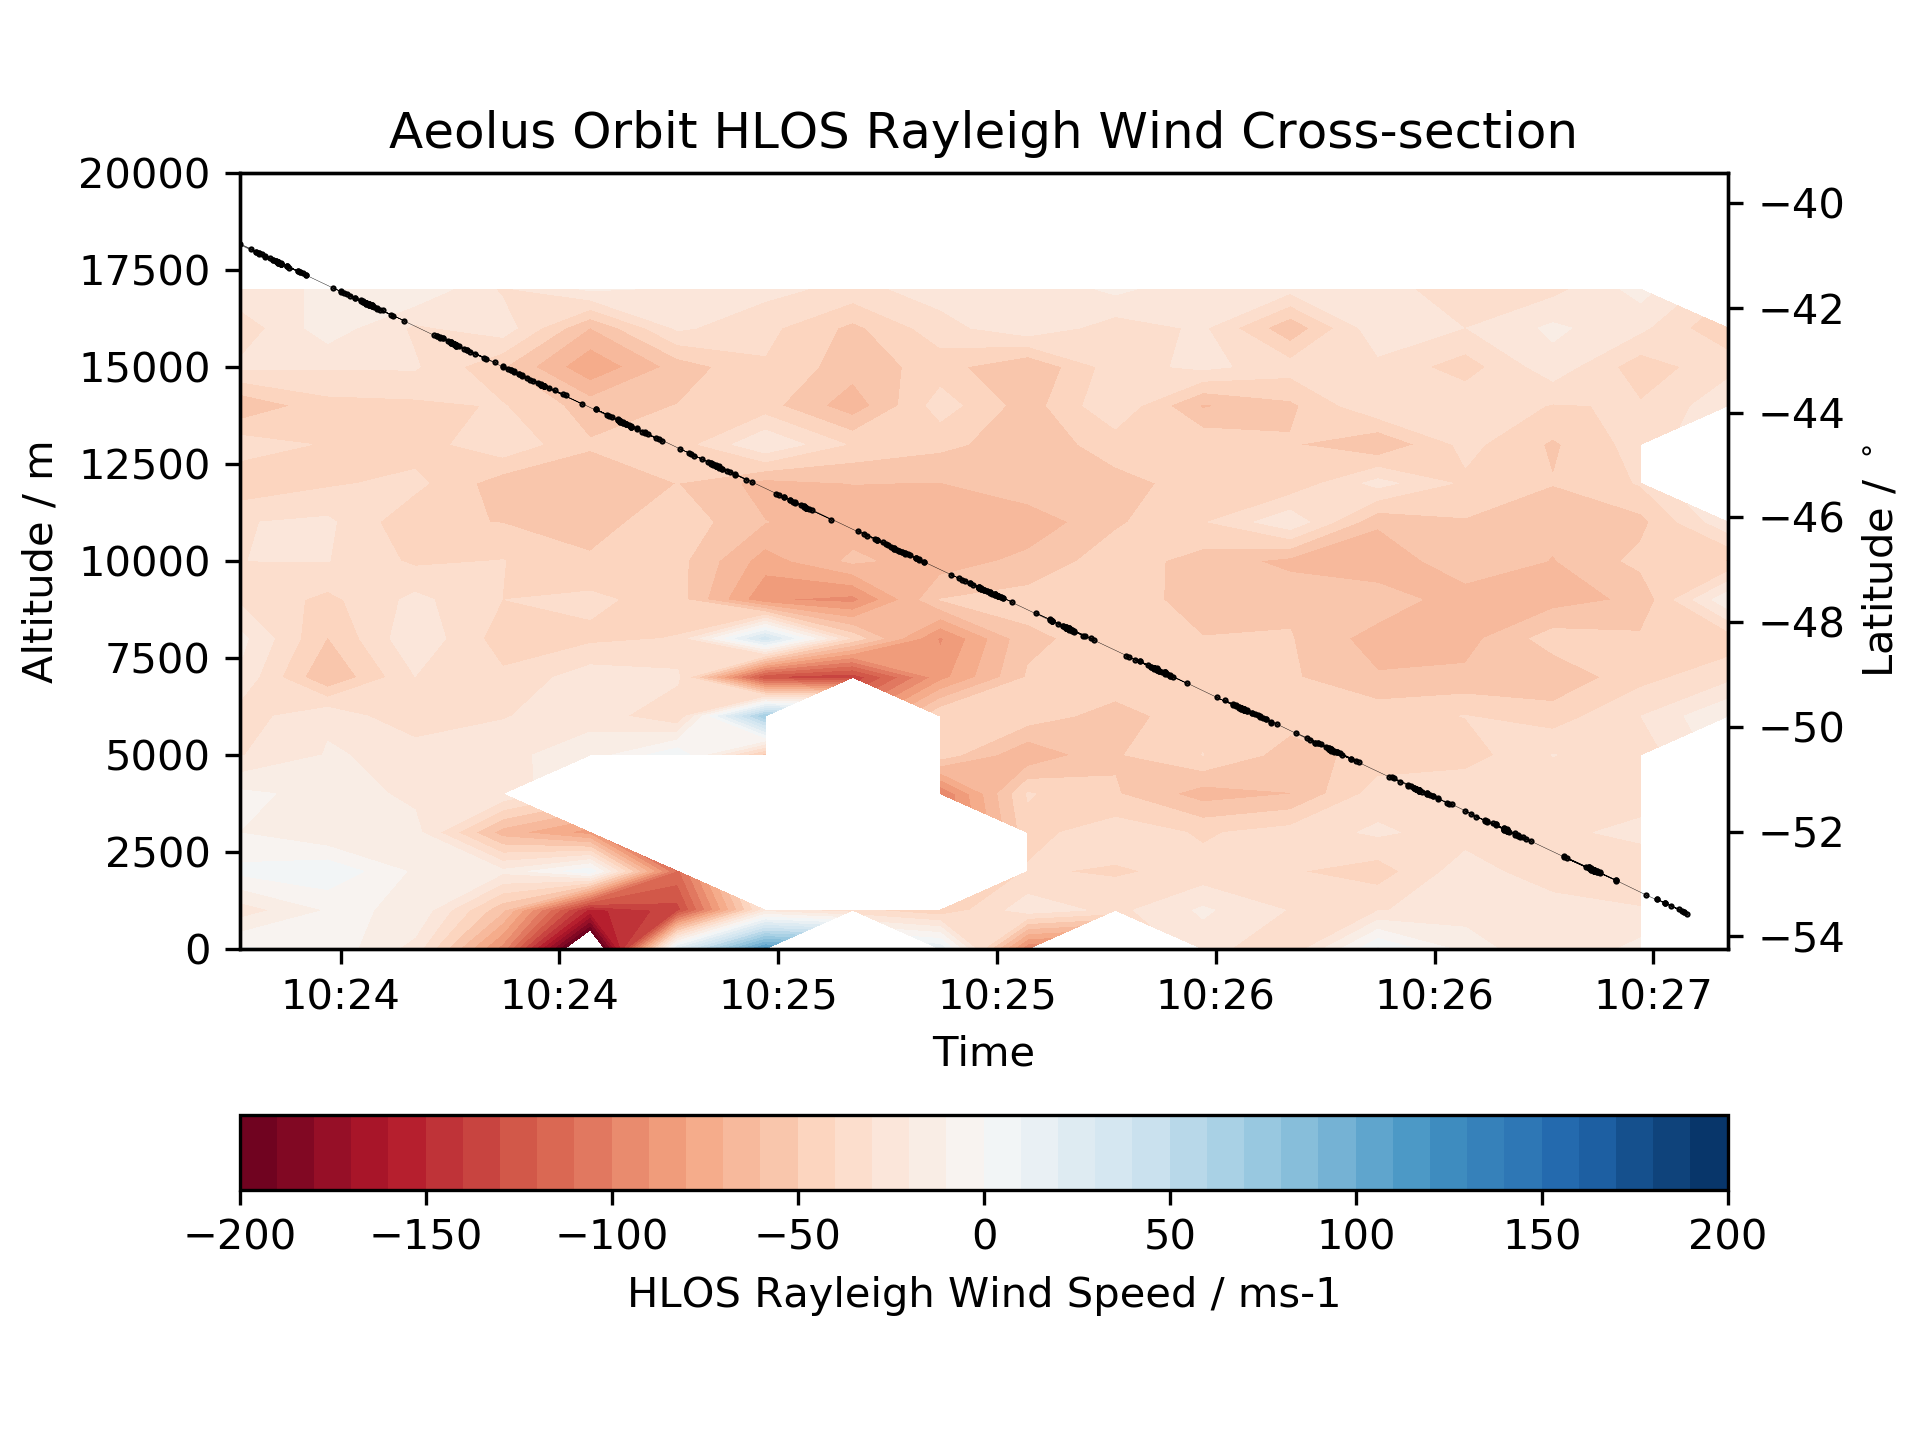 Aeolus Orbit HLOS Rayleigh Wind Cross-section
20000
17500
15000
12500
10000
7500
5000
2500
0
Altitude / m
−40
−42
−44
−46
−48
−50
−52
−54
Latitude / °
10:24 10:24 10:25 10:25 10:26 10:26 10:27
Time
−200 −150 −100 −50 0 50 100 150 200
HLOS Rayleigh Wind Speed / ms-1